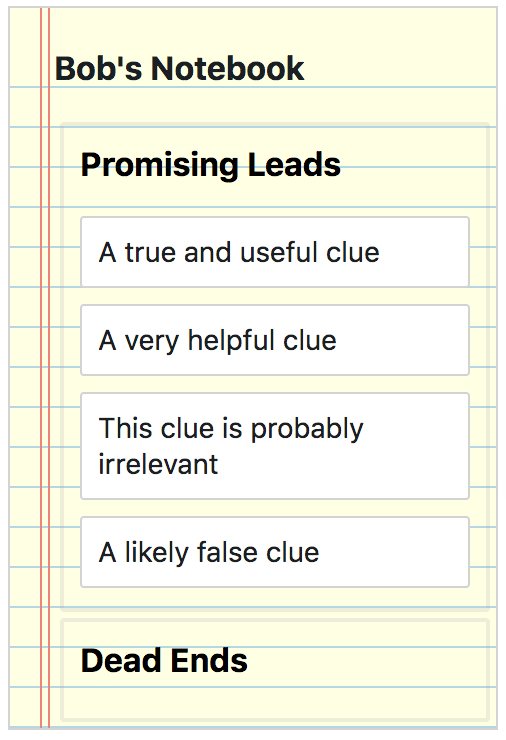 Bob's Notebook
Promising Leads
A true and useful clue
A very helpful clue
This clue is probably
irrelevant
A likely false clue
Dead Ends